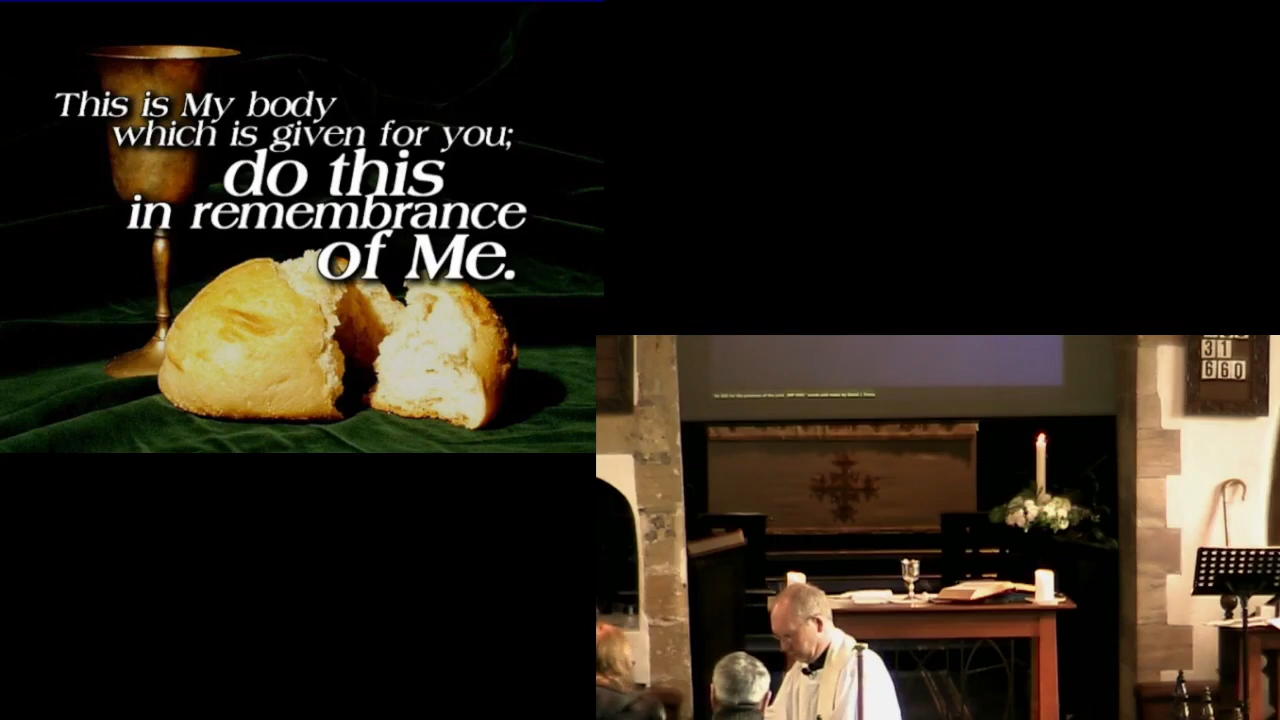 This is My body
which is given for you;
do this
in remembrance
of Me.
31
660